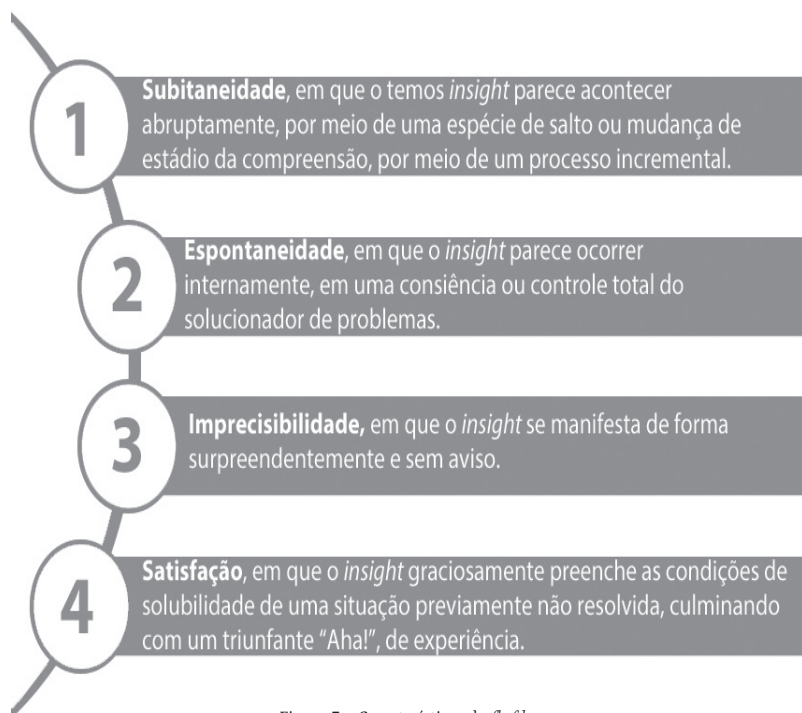 1
Subitaneidade, em que o temos insight parece acontecer
abruptamente, por meio de uma espécie de salto ou mudança de
estádio da compreensão, por meio de um processo incremental.
2
Espontaneidade, em que o insight parece ocorrer
internamente, em uma consiência ou controle total do
solucionador de problemas.
3
Imprecisibilidade, em que o insight se manifesta de forma
surpreendentemente e sem aviso.
4
Satisfação, em que o insight graciosamente preenche as condições de
solubilidade de uma situação previamente não resolvida, culminando
com um triunfante “Aha!”, de experiência.